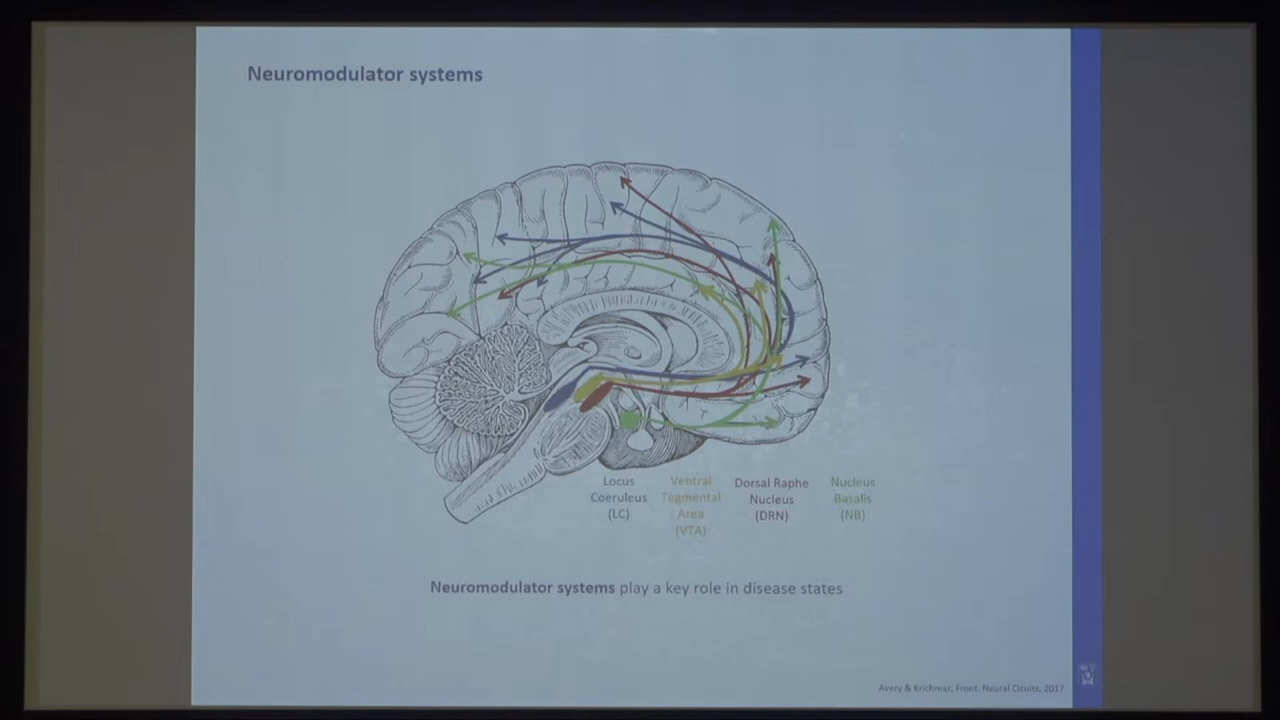 Neuromodulator systems
Locus
Coeruleus
(LC)
Ventral
Tegmental
Area
(VTA)
Dorsal Raphe
Nucleus
(DRN)
Nucleus
Basalis
(NB)
Neuromodulator systems play a key role in disease states
Avery & Krichmar, Front. Neural Cicuits, 2017